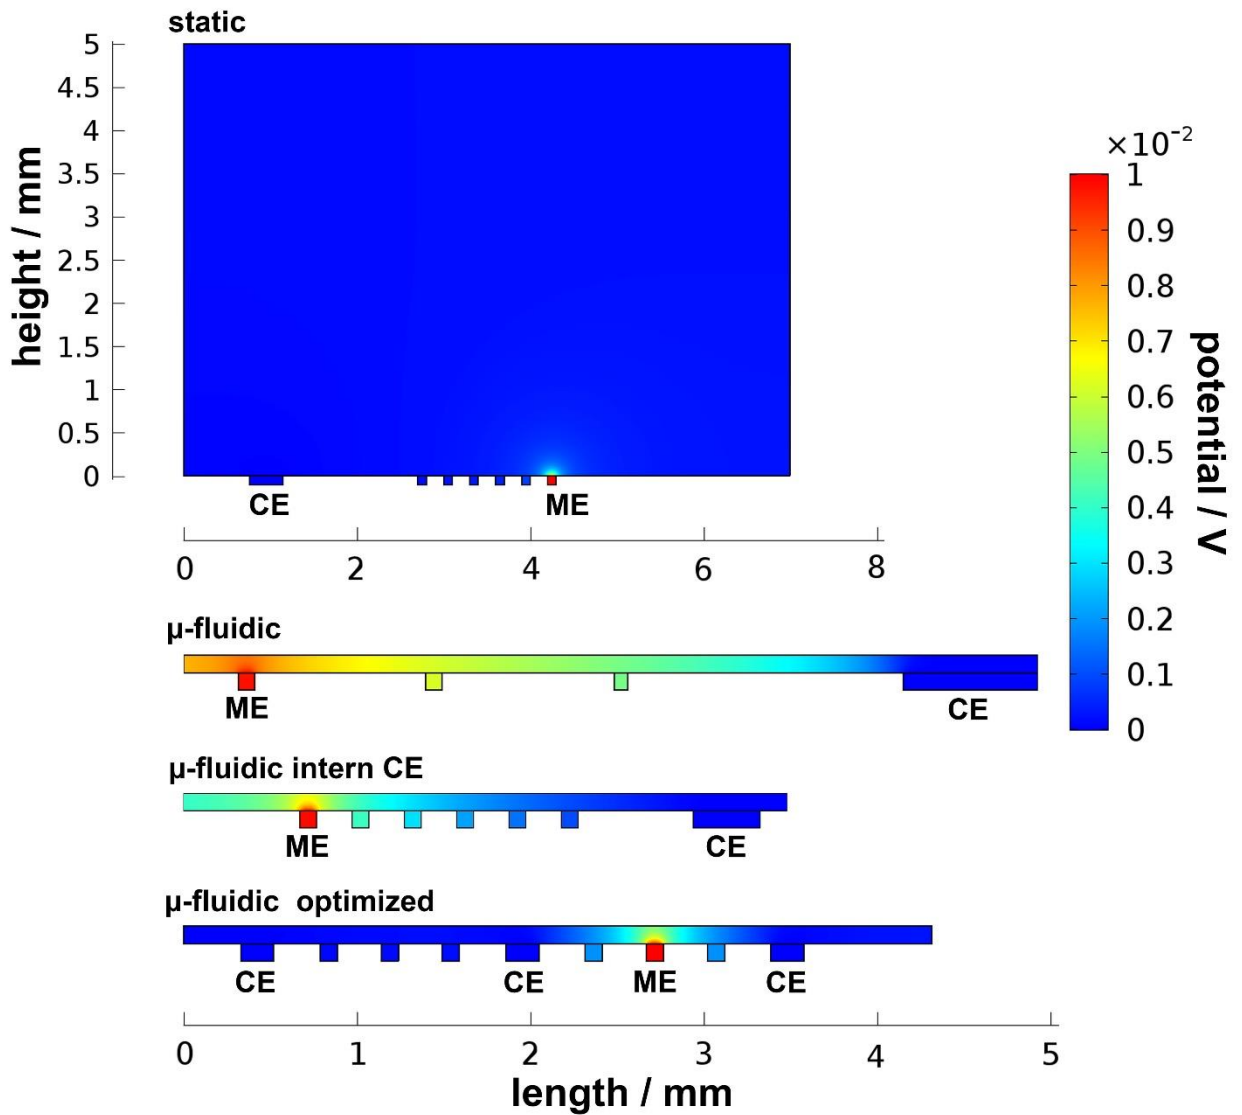 static
5
4.5
4
3.5
3
2.5
2
1.5
1
0.5
0
height / mm
CE
ME
0 2 4 6 8
×10⁻²
1
0.9
0.8
0.7
0.6
0.5
0.4
0.3
0.2
0.1
0
potential / V
μ-fluidic
ME
CE
μ-fluidic intern CE
ME
CE
μ-fluidic optimized
CE CE ME CE
0 1 2 3 4 5
length / mm